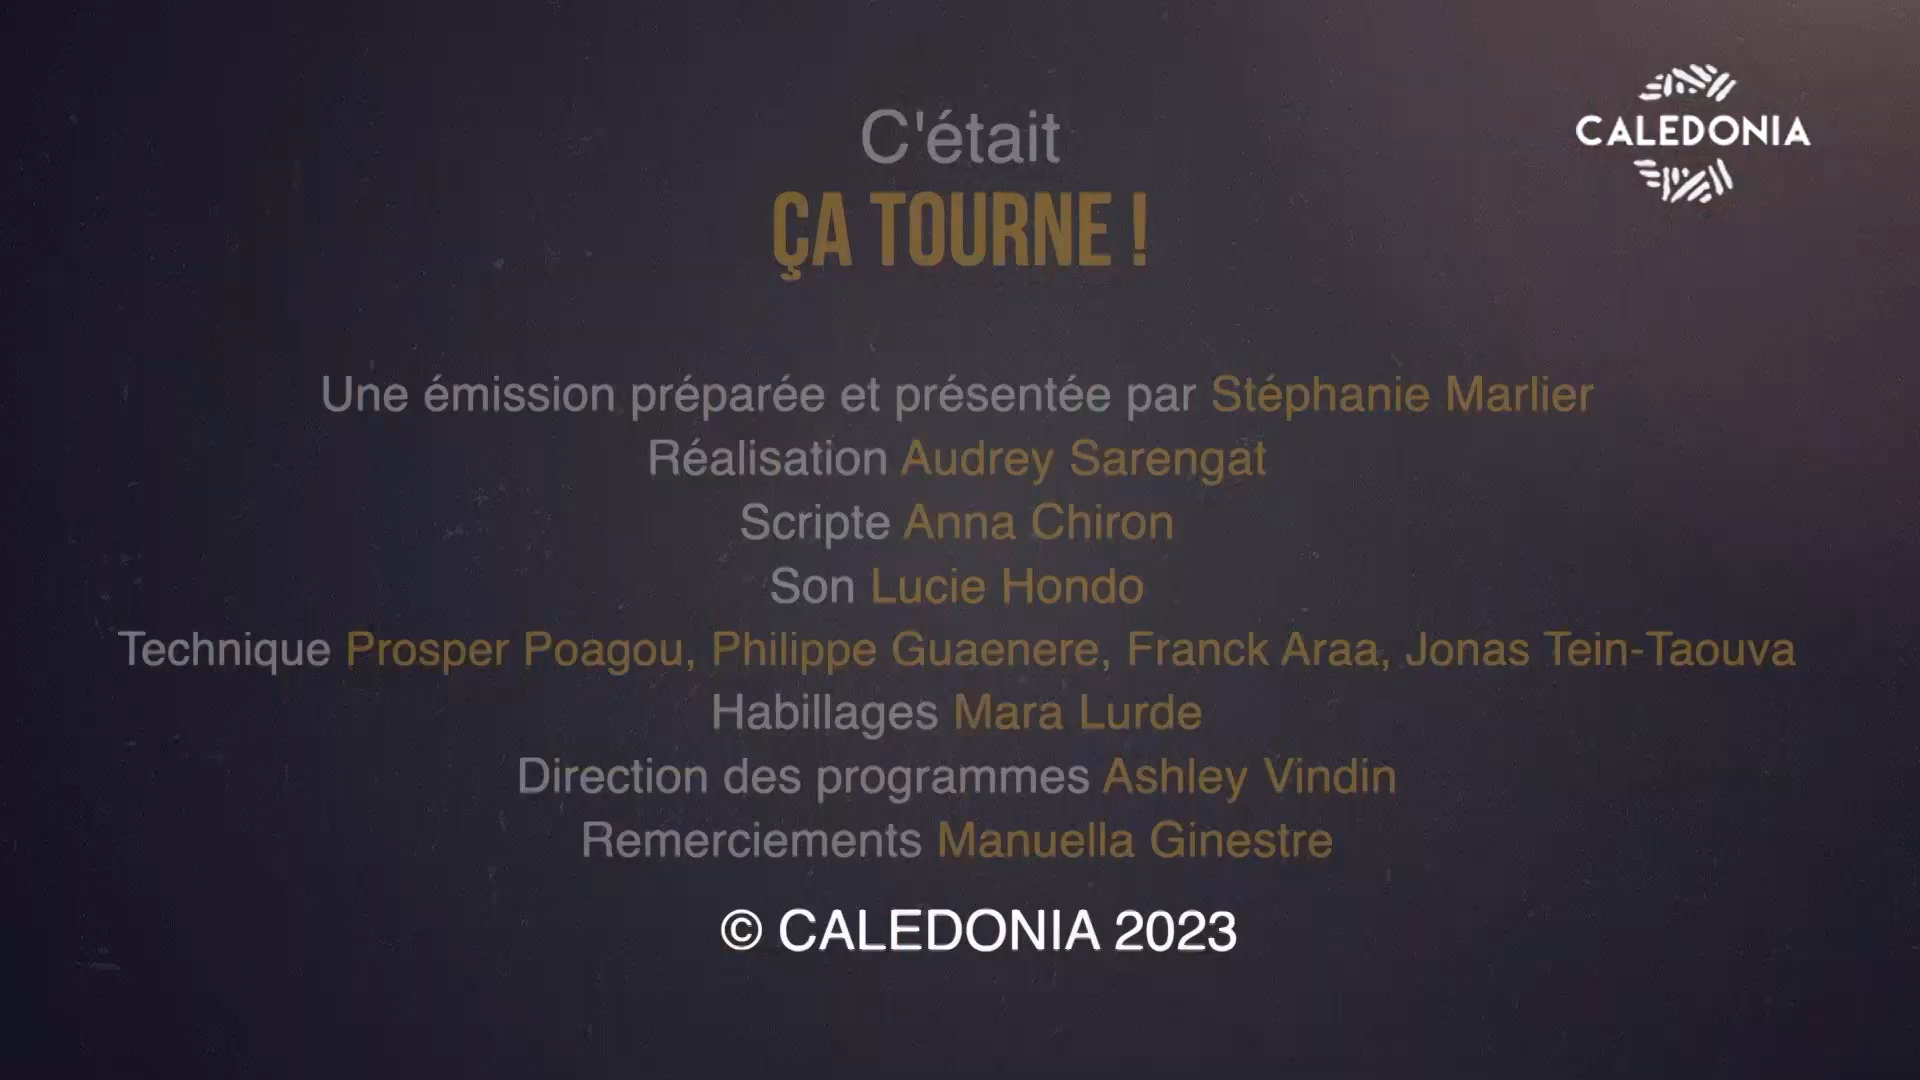 C'était
CALEDONIA
ÇA TOURNE !
Une émission préparée et présentée par Stéphanie Marlier
Réalisation Audrey Sarengat
Scripte Anna Chiron
Son Lucie Hondo
Technique Prosper Poagou, Philippe Guaenere, Franck Araa, Jonas Tein-Taouva
Habillages Mara Lurde
Direction des programmes Ashley Vindin
Remerciements Manuella Ginestre
© CALEDONIA 2023